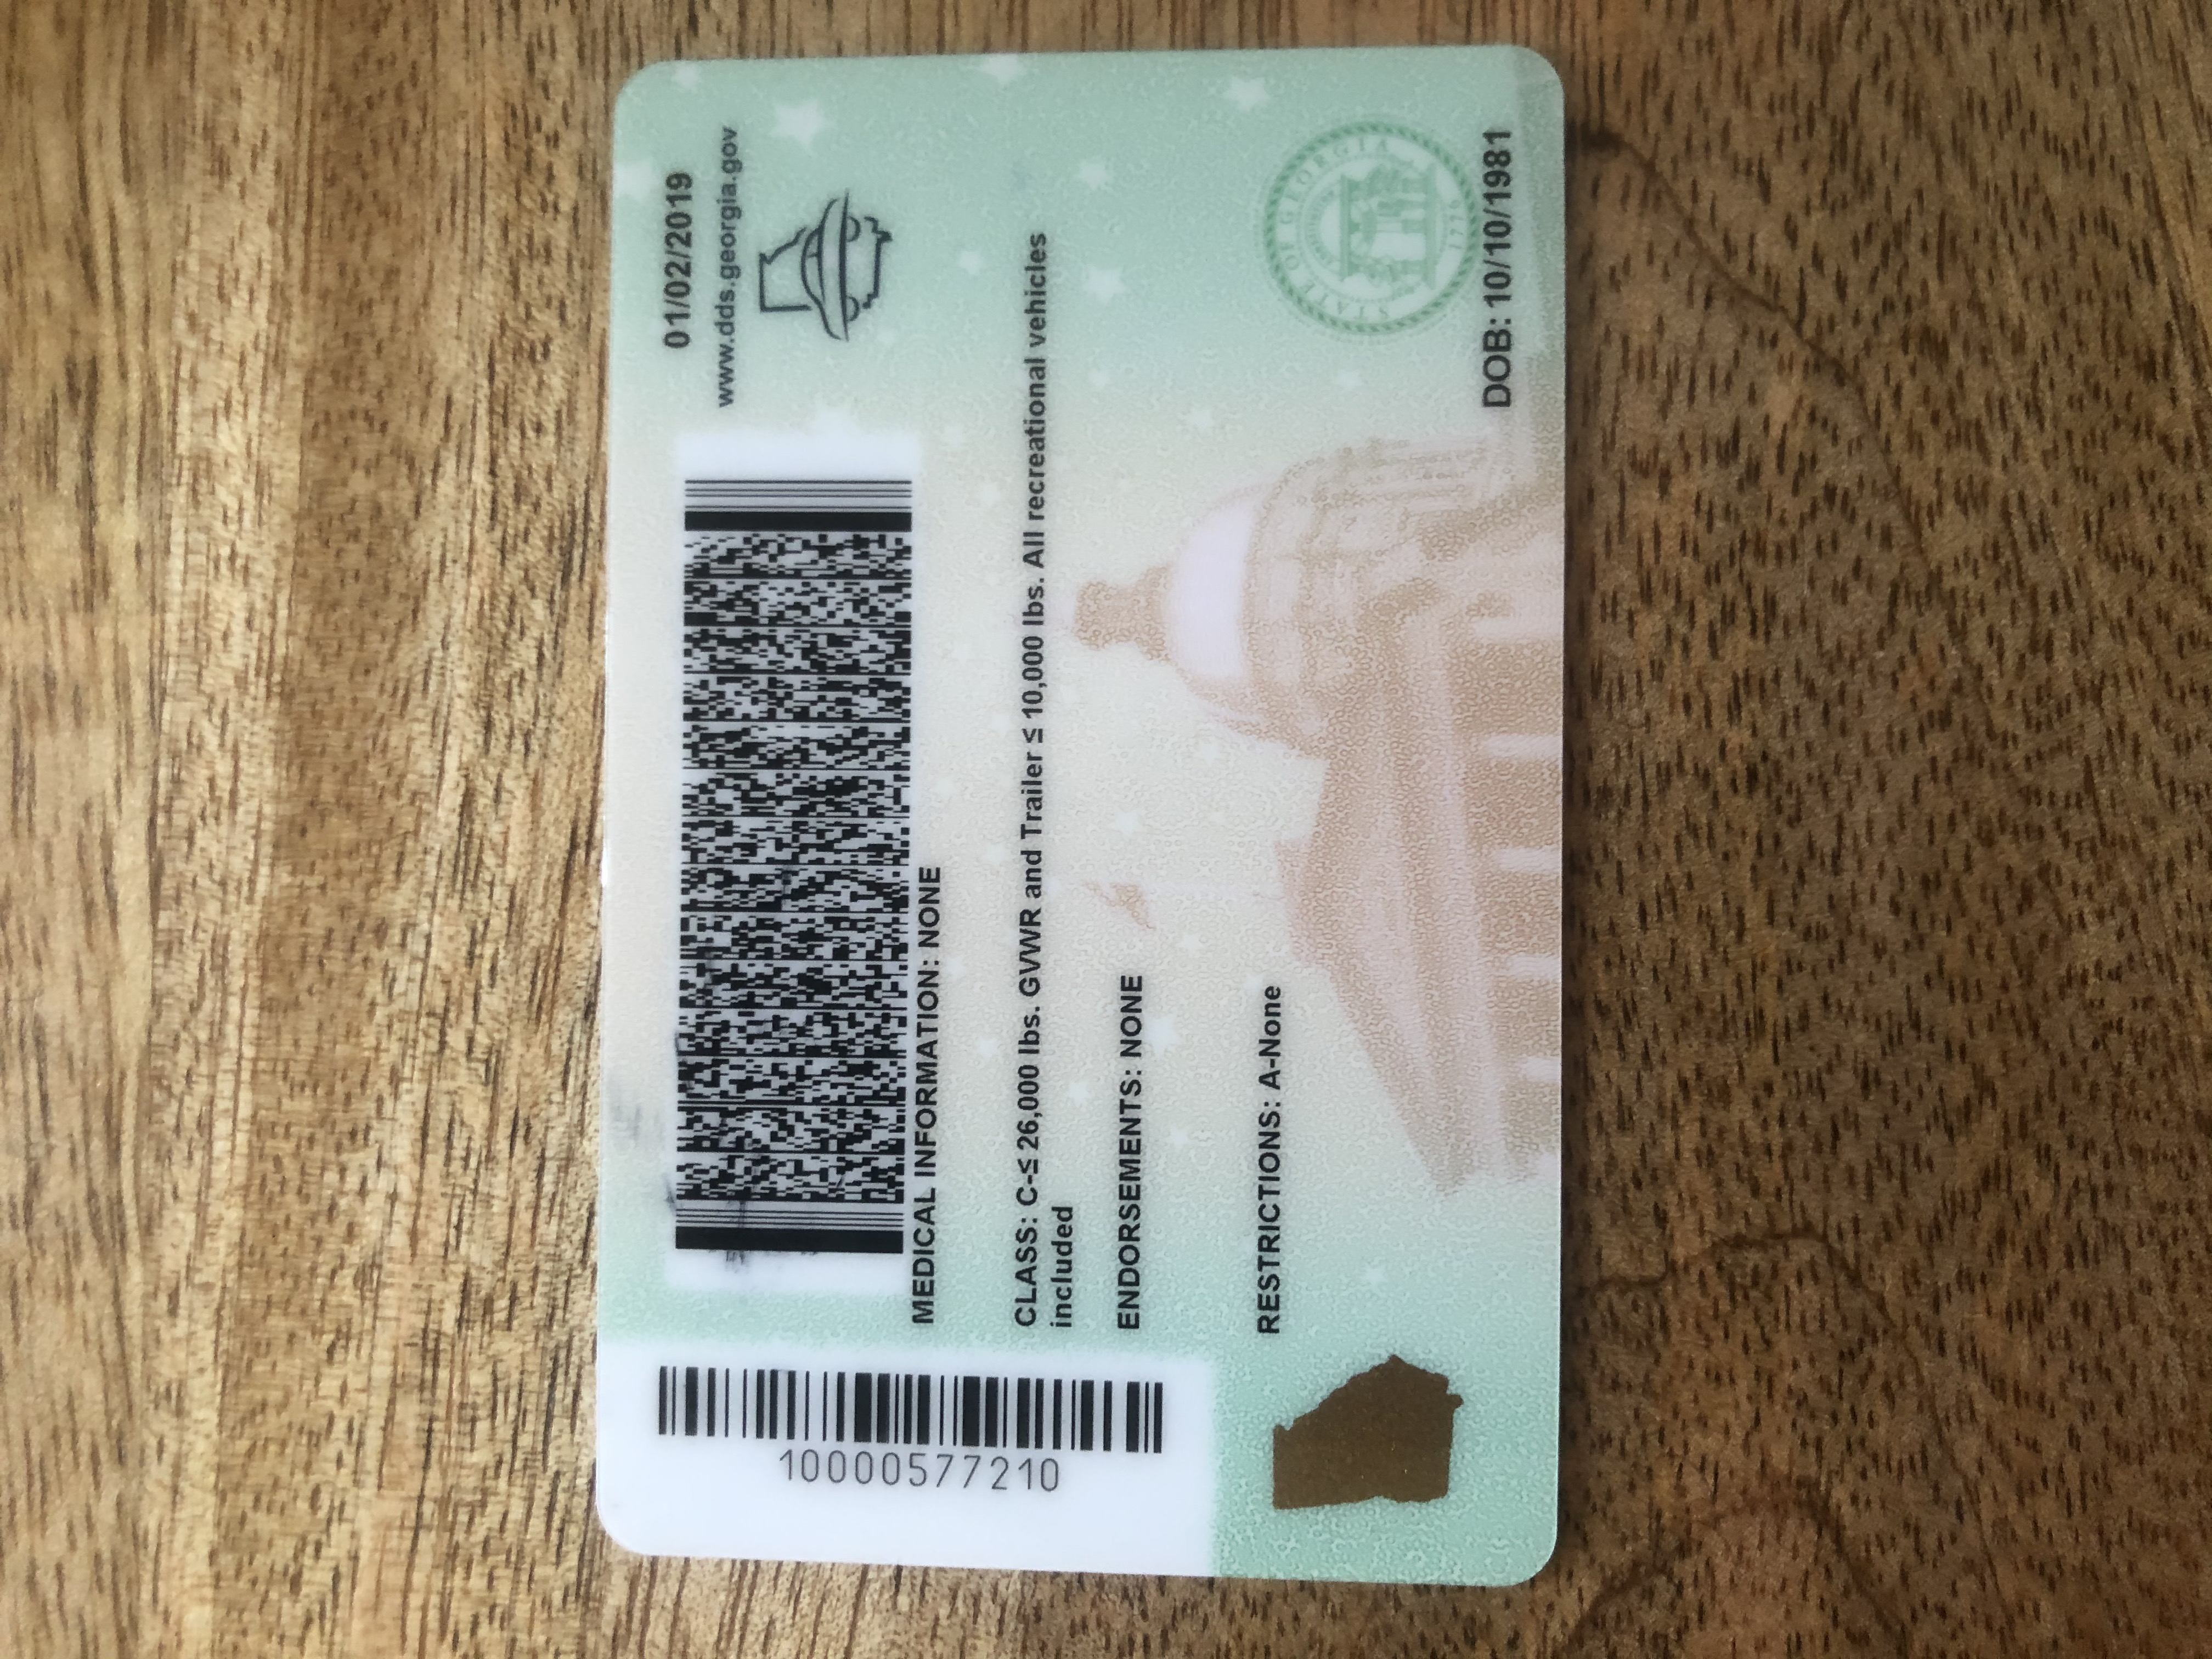 01/02/2019
www.dds.georgia.gov
10000577210
MEDICAL INFORMATION: NONE
CLASS: C-≤ 26,000 lbs. GVWR and Trailer ≤ 10,000 lbs. All recreational vehicles
included
ENDORSEMENTS: NONE
RESTRICTIONS: A-None
STATE OF GEORGIA
CONSTITUTION
1776
DOB: 10/10/1981